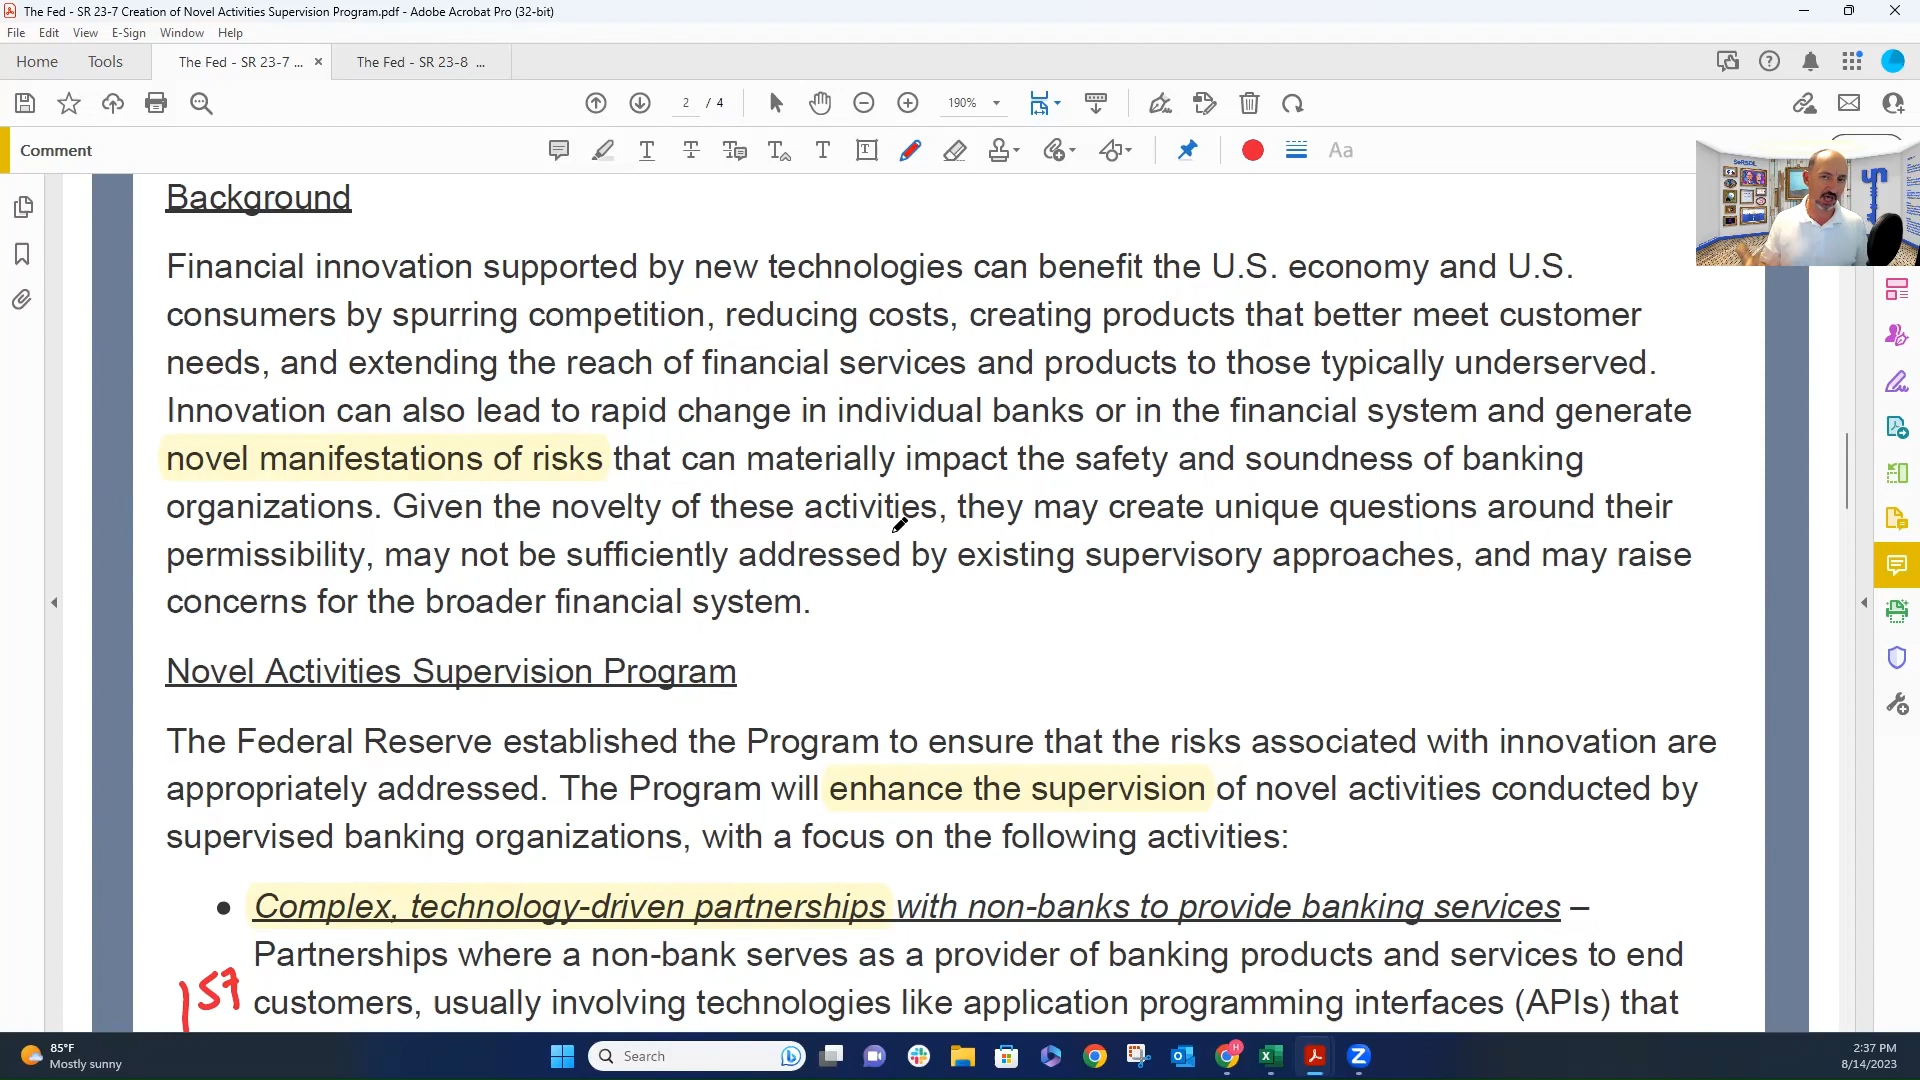 The Fed - SR 23-7 Creation of Novel Activities Supervision Program.pdf - Adobe Acrobat Pro (32-bit)
File Edit View E-Sign Window Help
Home Tools The Fed - SR 23-7 ... × The Fed - SR 23-8 ...
2 / 4 190%
Comment
Aa
Background
Financial innovation supported by new technologies can benefit the U.S. economy and U.S.
consumers by spurring competition, reducing costs, creating products that better meet customer
needs, and extending the reach of financial services and products to those typically underserved.
Innovation can also lead to rapid change in individual banks or in the financial system and generate
novel manifestations of risks that can materially impact the safety and soundness of banking
organizations. Given the novelty of these activities, they may create unique questions around their
permissibility, may not be sufficiently addressed by existing supervisory approaches, and may raise
concerns for the broader financial system.
Novel Activities Supervision Program
The Federal Reserve established the Program to ensure that the risks associated with innovation are
appropriately addressed. The Program will enhance the supervision of novel activities conducted by
supervised banking organizations, with a focus on the following activities:
• Complex, technology-driven partnerships with non-banks to provide banking services –
Partnerships where a non-bank serves as a provider of banking products and services to end
customers, usually involving technologies like application programming interfaces (APIs) that
85°F
Mostly sunny
Search
2:37 PM
8/14/2023